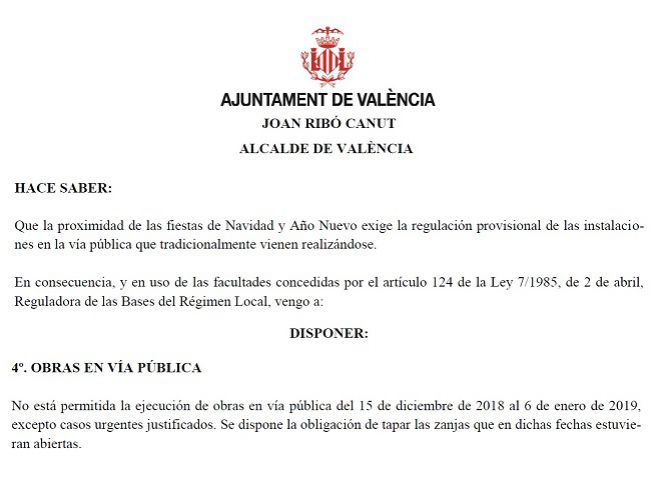 AJUNTAMENT DE VALÈNCIA
JOAN RIBÓ CANUT
ALCALDE DE VALÈNCIA
HACE SABER:
Que la proximidad de las fiestas de Navidad y Año Nuevo exige la regulación provisional de las instalacio-
nes en la vía pública que tradicionalmente vienen realizándose.
En consecuencia, y en uso de las facultades concedidas por el artículo 124 de la Ley 7/1985, de 2 de abril,
Reguladora de las Bases del Régimen Local, vengo a:
DISPONER:
4º. OBRAS EN VÍA PÚBLICA
No está permitida la ejecución de obras en vía pública del 15 de diciembre de 2018 al 6 de enero de 2019,
excepto casos urgentes justificados. Se dispone la obligación de tapar las zanjas que en dichas fechas estuvie-
ran abiertas.